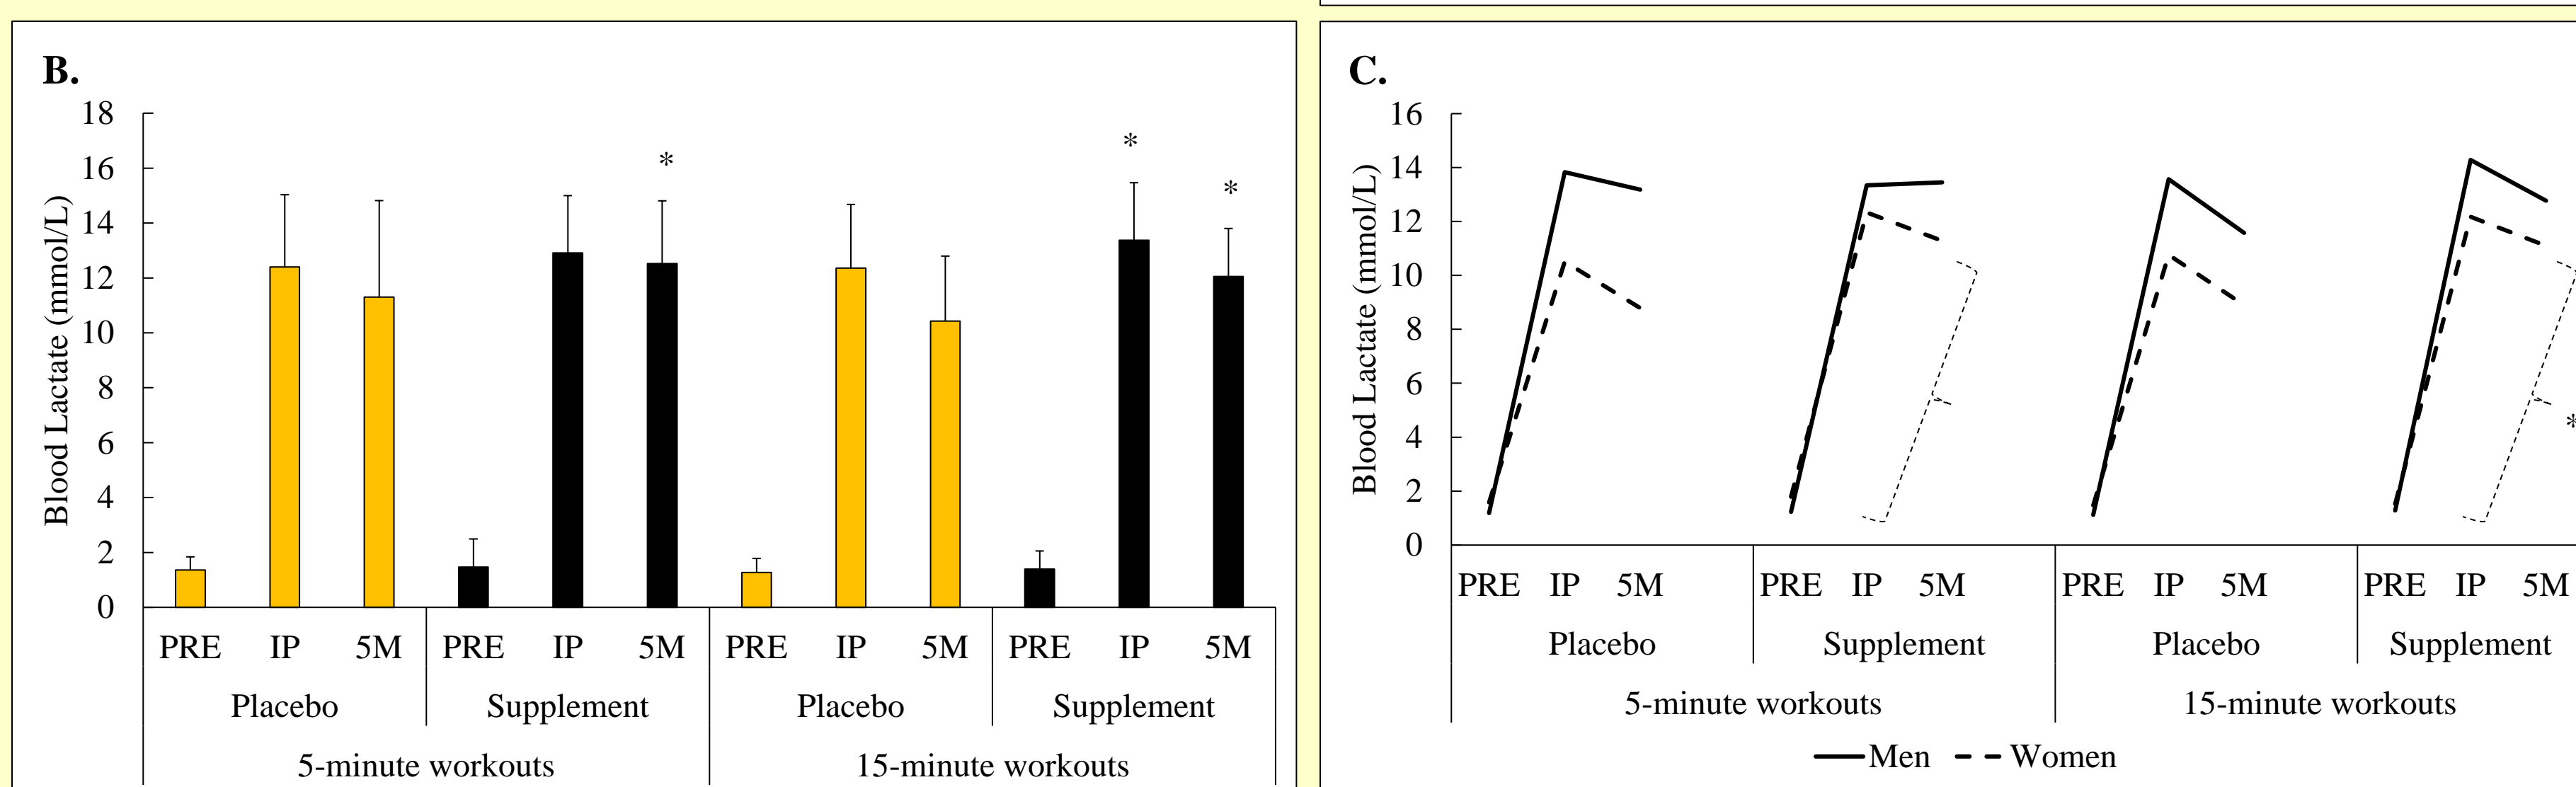 B.
18
16
14
12
10
8
6
4
2
0
Blood Lactate (mmol/L)
*
*
*
PRE IP 5M PRE IP 5M PRE IP 5M PRE IP 5M
Placebo Supplement Placebo Supplement
5-minute workouts 15-minute workouts
C.
16
14
12
10
8
6
4
2
0
Blood Lactate (mmol/L)
*
PRE IP 5M PRE IP 5M PRE IP 5M PRE IP 5M
Placebo Supplement Placebo Supplement
5-minute workouts 15-minute workouts
Men Women